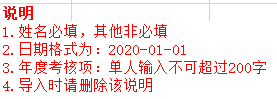 说明
1.姓名必填，其他非必填
2.日期格式为：2020-01-01
3.年度考核项：单人输入不可超过200字
4.导入时请删除该说明